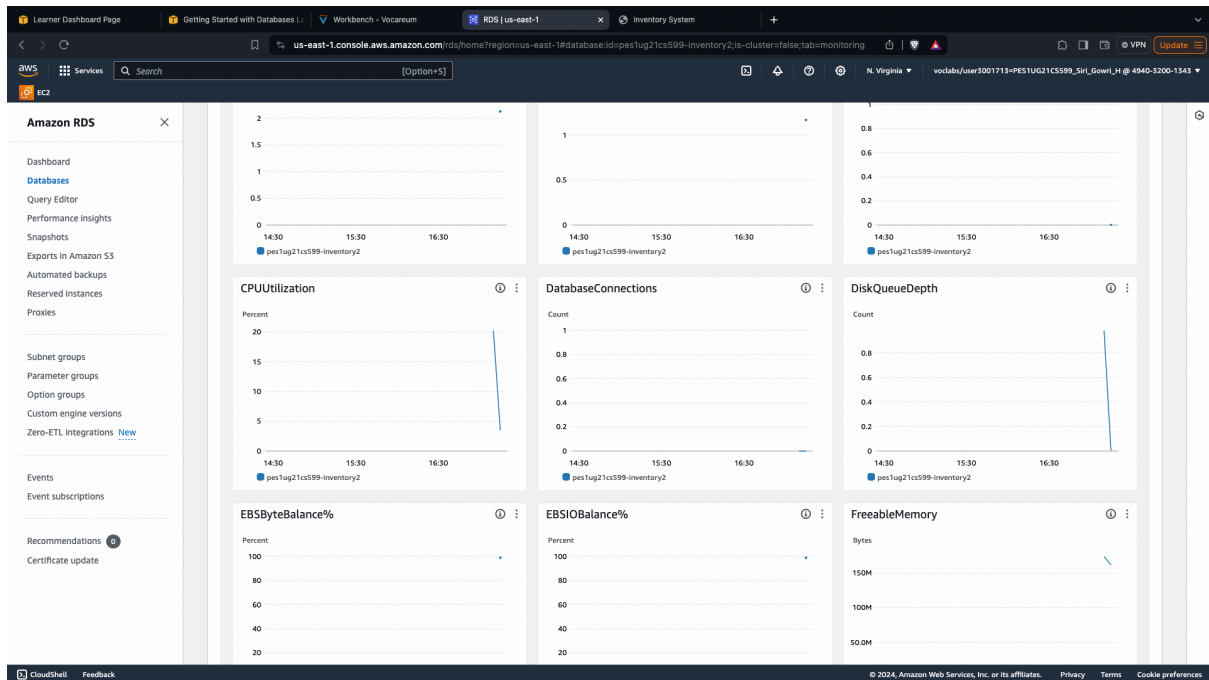 Learner Dashboard Page
Getting Started with Databases La
Workbench - Vocareum
RDS | us-east-1
Inventory System
us-east-1.console.aws.amazon.com/rds/home?region=us-east-1#database:id=pes1ug21cs599-inventory2;is-cluster=false;tab=monitoring
VPN
Update
aws
Services
Search
[Option+S]
N. Virginia
voclabs/user3001713=PES1UG21CS599_Siri_Gowri_H @ 4940-3200-1343
EC2
Amazon RDS
Dashboard
Databases
Query Editor
Performance insights
Snapshots
Exports in Amazon S3
Automated backups
Reserved instances
Proxies
Subnet groups
Parameter groups
Option groups
Custom engine versions
Zero-ETL integrations New
Events
Event subscriptions
Recommendations 0
Certificate update
2
1.5
1
0.5
0
14:30 15:30 16:30
pes1ug21cs599-inventory2
1
0.5
0
14:30 15:30 16:30
pes1ug21cs599-inventory2
1
0.8
0.6
0.4
0.2
0
14:30 15:30 16:30
pes1ug21cs599-inventory2
CPUUtilization
Percent
20
15
10
5
0
14:30 15:30 16:30
pes1ug21cs599-inventory2
DatabaseConnections
Count
1
0.8
0.6
0.4
0.2
0
14:30 15:30 16:30
pes1ug21cs599-inventory2
DiskQueueDepth
Count
0.8
0.6
0.4
0.2
0
14:30 15:30 16:30
pes1ug21cs599-inventory2
EBSByteBalance%
Percent
100
80
60
40
20
EBSIOBalance%
Percent
100
80
60
40
20
FreeableMemory
Bytes
150M
100M
50.0M
CloudShell
Feedback
© 2024, Amazon Web Services, Inc. or its affiliates.
Privacy
Terms
Cookie preferences